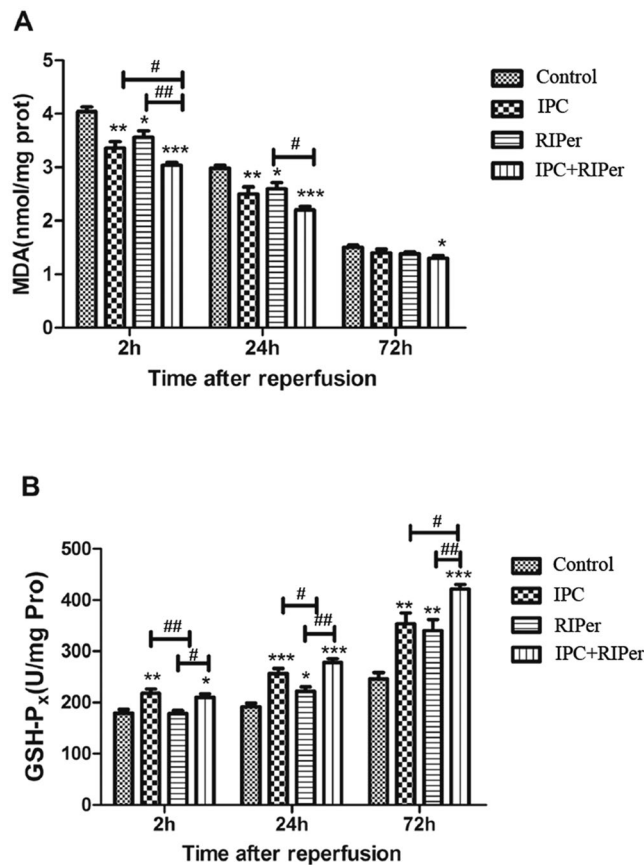 A
MDA(nmol/mg prot)
5
4
3
2
1
0
#
##
** * ***
#
** * ***
*
2h 24h 72h
Time after reperfusion
Control
IPC
RIPer
IPC+RIPer
B
GSH-Px(U/mg Pro)
500
400
300
200
100
0
##
#
** *
#
##
*** * ***
#
##
** ** ***
2h 24h 72h
Time after reperfusion
Control
IPC
RIPer
IPC+RIPer